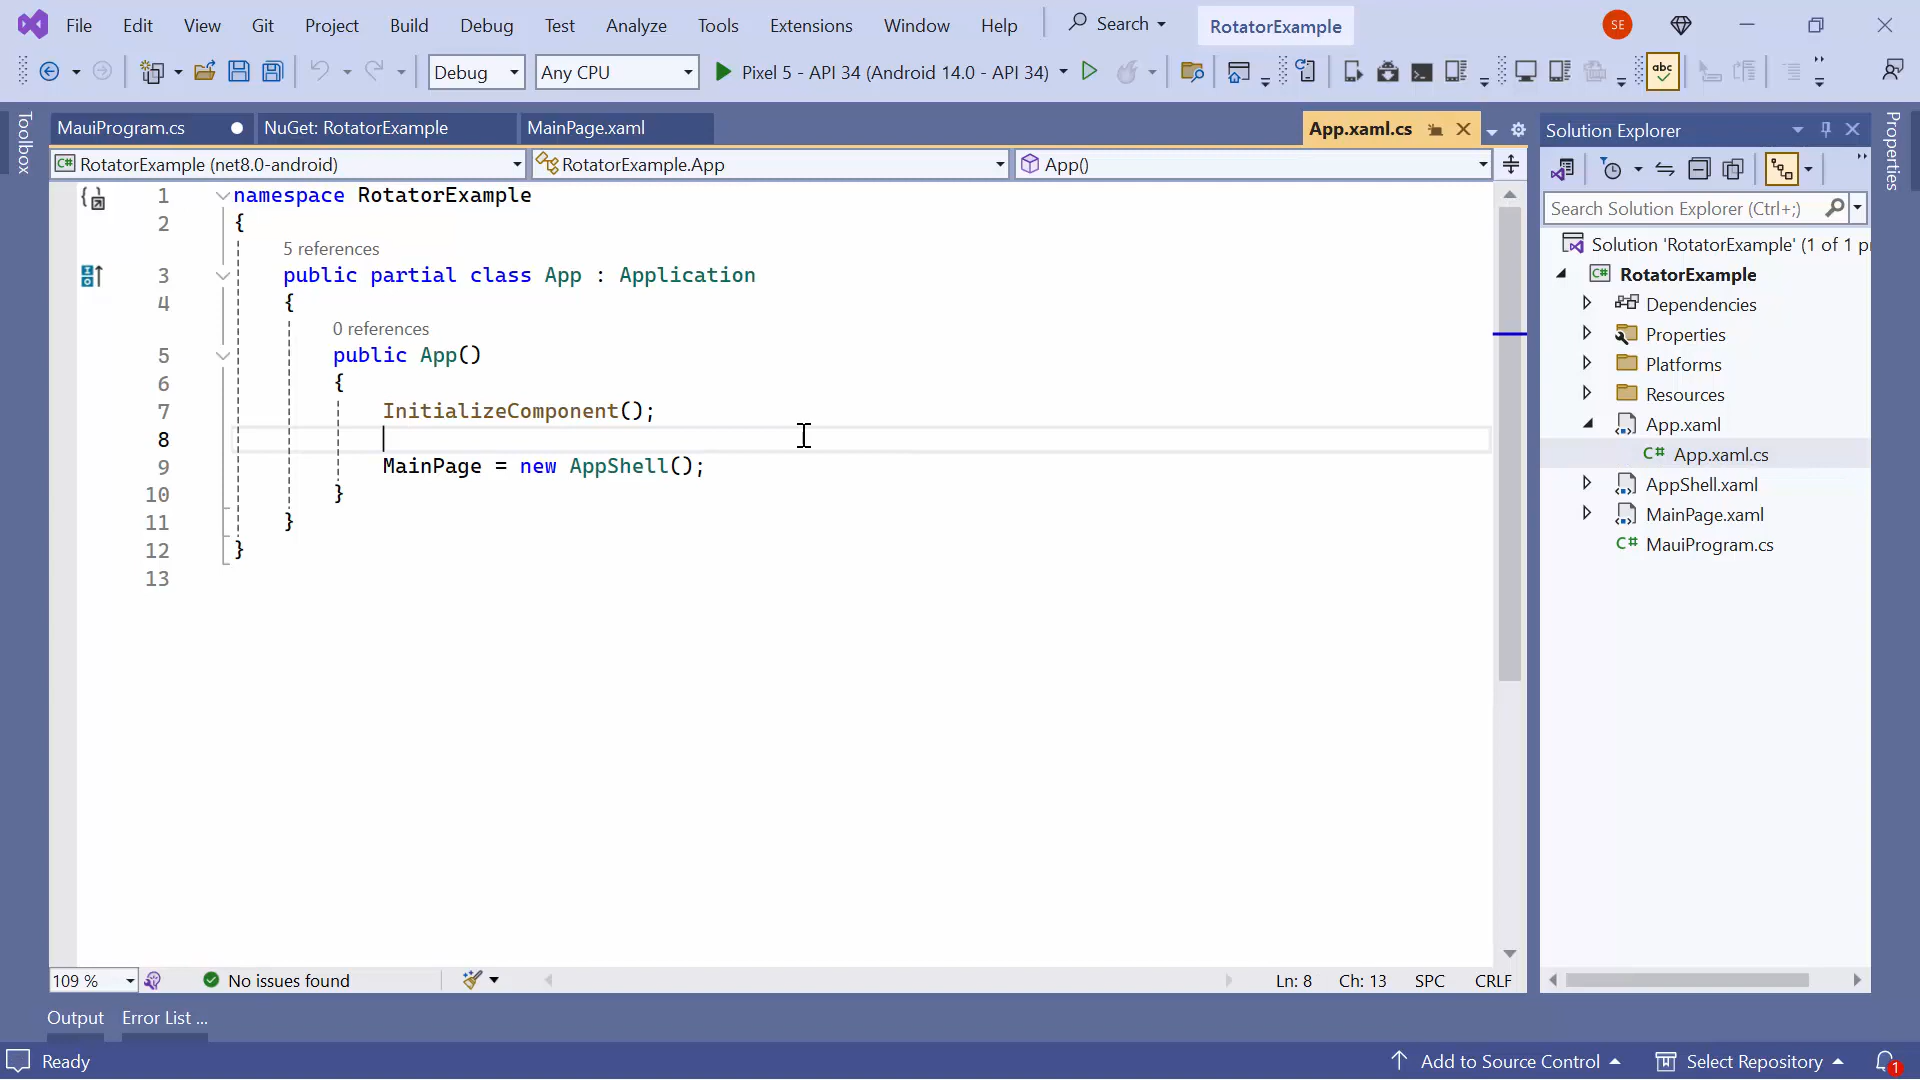 File Edit View Git Project Build Debug Test Analyze Tools Extensions Window Help Search RotatorExample SE
Debug Any CPU Pixel 5 - API 34 (Android 14.0 - API 34) abc
Toolbox
MauiProgram.cs NuGet: RotatorExample MainPage.xaml App.xaml.cs
RotatorExample (net8.0-android) RotatorExample.App App()
1 namespace RotatorExample
2 {
5 references
3 public partial class App : Application
4 {
0 references
5 public App()
6 {
7 InitializeComponent();
8
9 MainPage = new AppShell();
10 }
11 }
12 }
13
109 % No issues found Ln: 8 Ch: 13 SPC CRLF
Solution Explorer
Search Solution Explorer (Ctrl+;)
Solution 'RotatorExample' (1 of 1 p
C# RotatorExample
Dependencies
Properties
Platforms
Resources
App.xaml
C# App.xaml.cs
AppShell.xaml
MainPage.xaml
C# MauiProgram.cs
Properties
Output Error List ...
Ready Add to Source Control Select Repository 1